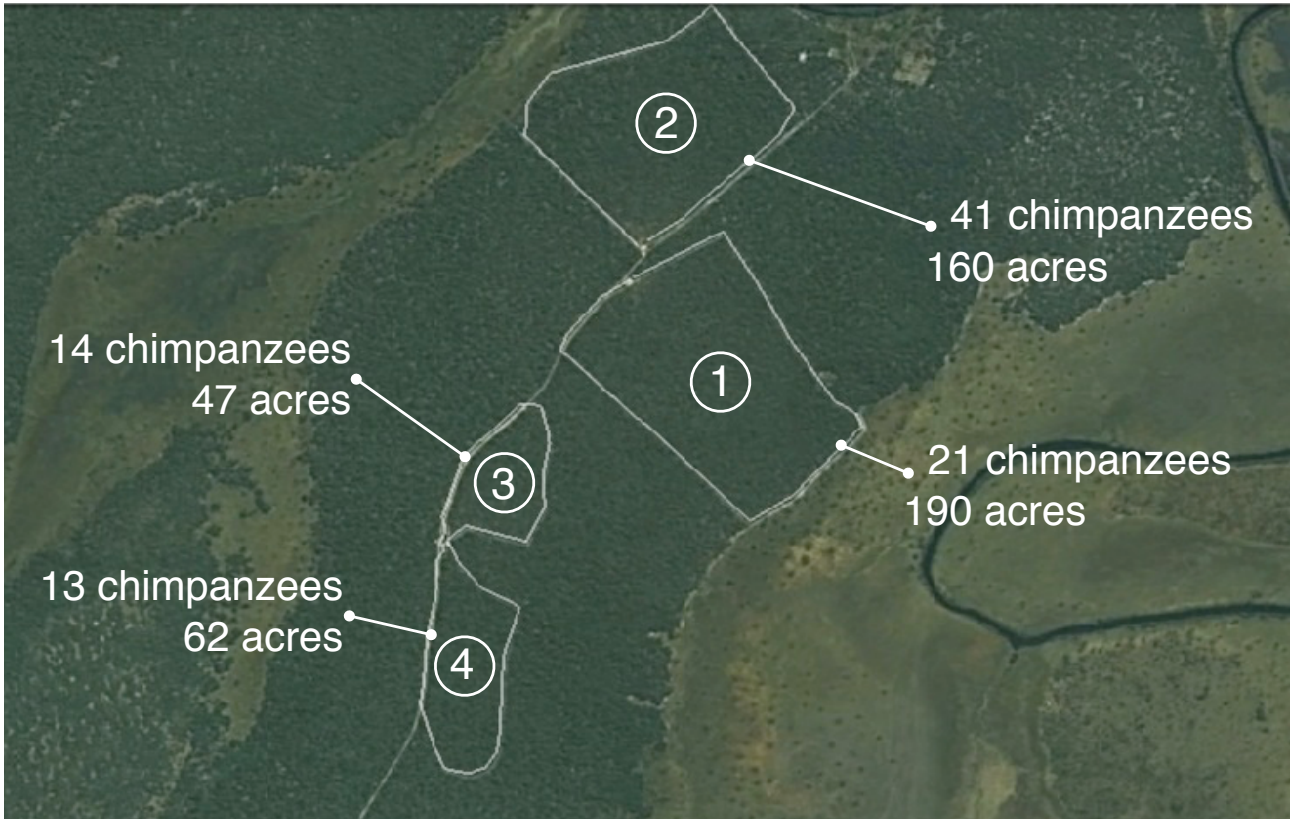 2
41 chimpanzees
160 acres
14 chimpanzees
47 acres
1
3
21 chimpanzees
190 acres
13 chimpanzees
62 acres
4